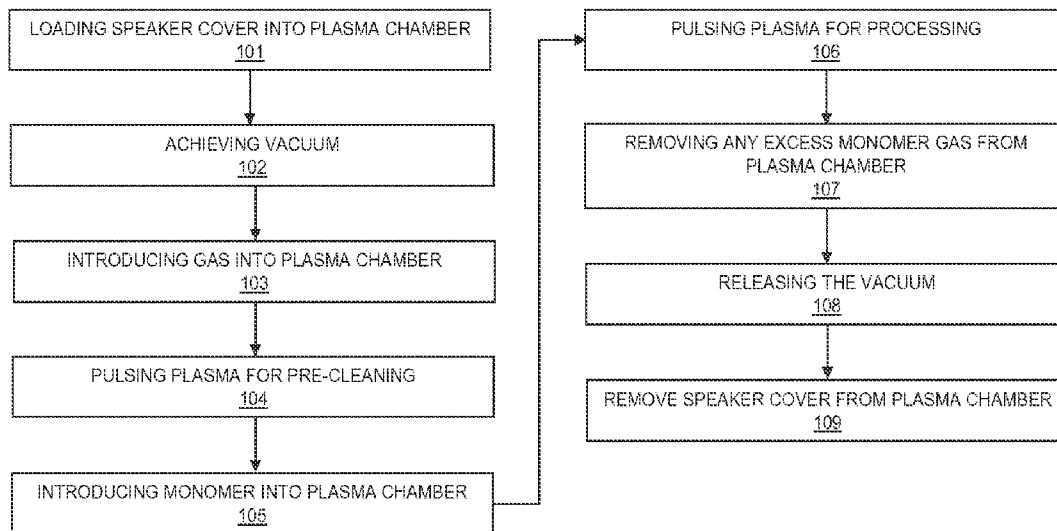 LOADING SPEAKER COVER INTO PLASMA CHAMBER
101
ACHIEVING VACUUM
102
INTRODUCING GAS INTO PLASMA CHAMBER
103
PULSING PLASMA FOR PRE-CLEANING
104
INTRODUCING MONOMER INTO PLASMA CHAMBER
105
PULSING PLASMA FOR PROCESSING
106
REMOVING ANY EXCESS MONOMER GAS FROM
PLASMA CHAMBER
107
RELEASING THE VACUUM
108
REMOVE SPEAKER COVER FROM PLASMA CHAMBER
109